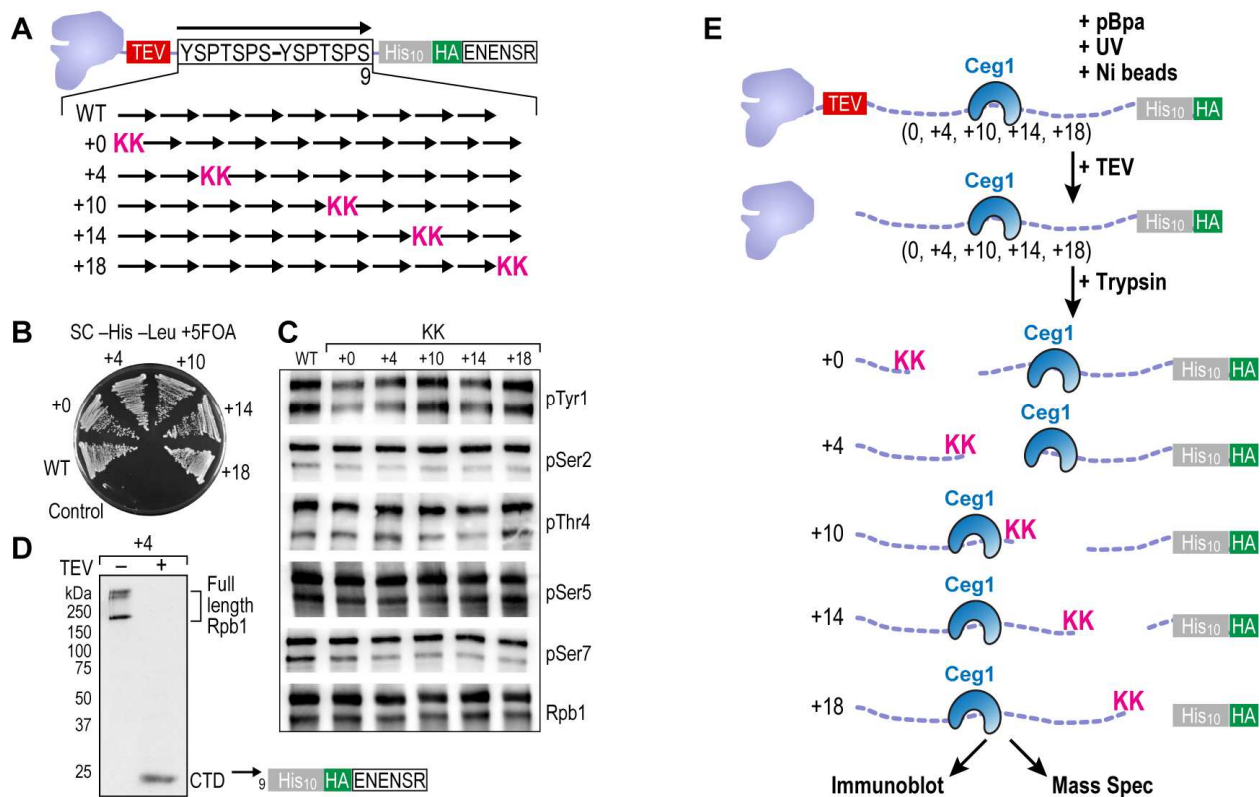 A
TEV YSPTSPS–YSPTSPS His10 HA ENENSR
9
WT
+0 KK
+4 KK
+10 KK
+14 KK
+18 KK
B
SC –His –Leu +5FOA
+4 +10
+0 +14
WT +18
Control
C
KK
WT +0 +4 +10 +14 +18
pTyr1
pSer2
pThr4
pSer5
pSer7
Rpb1
D
+4
TEV – +
kDa
250
150
100
75
50
37
25
Full
length
Rpb1
CTD
9 His10 HA ENENSR
E
+ pBpa
+ UV
+ Ni beads
Ceg1
TEV His10 HA
(0, +4, +10, +14, +18)
+ TEV
Ceg1
His10 HA
(0, +4, +10, +14, +18)
+ Trypsin
Ceg1
+0 KK His10 HA
Ceg1
+4 KK His10 HA
Ceg1
+10 KK His10 HA
Ceg1
+14 KK His10 HA
Ceg1
+18 KK His10 HA
Immunoblot Mass Spec